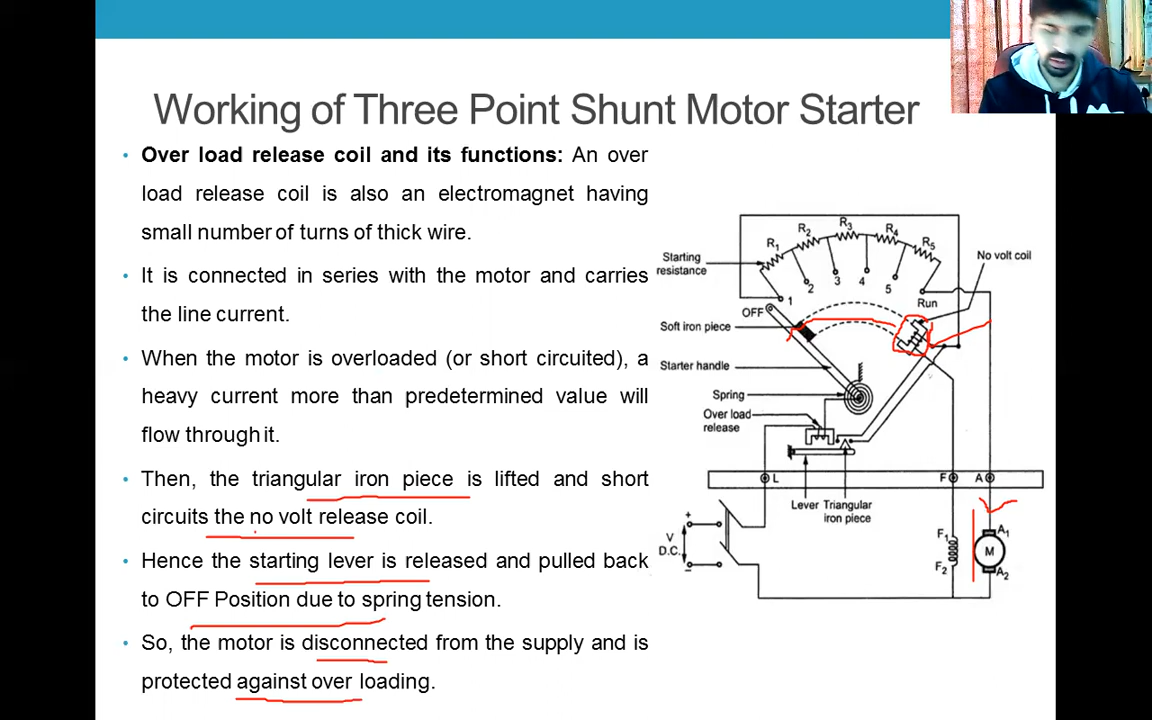 Working of Three Point Shunt Motor Starter
• Over load release coil and its functions: An over
load release coil is also an electromagnet having
small number of turns of thick wire.
• It is connected in series with the motor and carries
the line current.
• When the motor is overloaded (or short circuited), a
heavy current more than predetermined value will
flow through it.
• Then, the triangular iron piece is lifted and short
circuits the no volt release coil.
• Hence the starting lever is released and pulled back
to OFF Position due to spring tension.
• So, the motor is disconnected from the supply and is
protected against over loading.
R1
R2
R3
R4
R5
Starting
resistance
No volt coil
1
2
3
4
5
Run
OFF
Soft iron piece
Starter handle
Spring
Over load
release
L
F
A
Lever Triangular
iron piece
+
V
D.C.
–
F1
F2
A1
M
A2